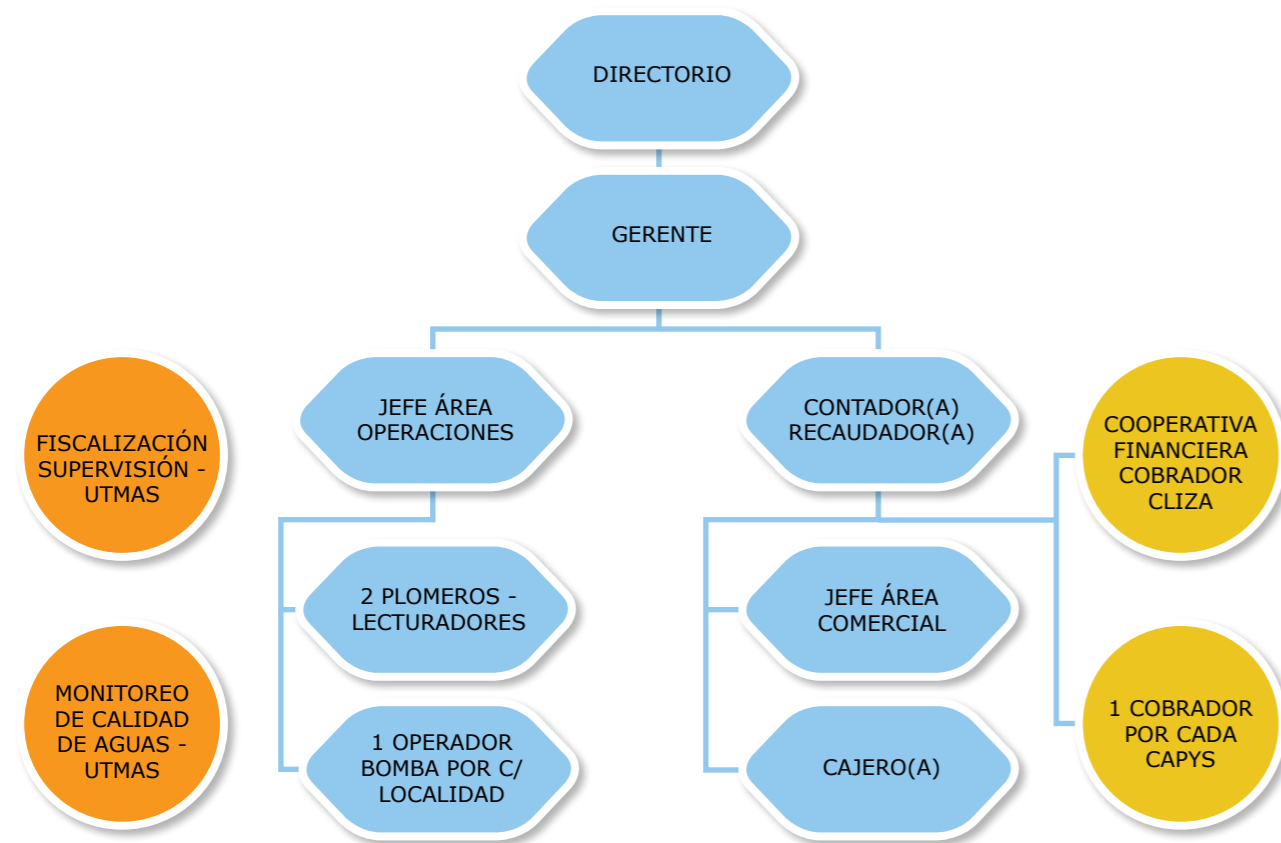 DIRECTORIO
GERENTE
JEFE ÁREA
OPERACIONES
CONTADOR(A)
RECAUDADOR(A)
FISCALIZACIÓN
SUPERVISIÓN -
UTMAS
COOPERATIVA
FINANCIERA
COBRADOR
CLIZA
2 PLOMEROS -
LECTURADORES
JEFE ÁREA
COMERCIAL
MONITOREO
DE CALIDAD
DE AGUAS -
UTMAS
1 OPERADOR
BOMBA POR C/
LOCALIDAD
CAJERO(A)
1 COBRADOR
POR CADA
CAPYS